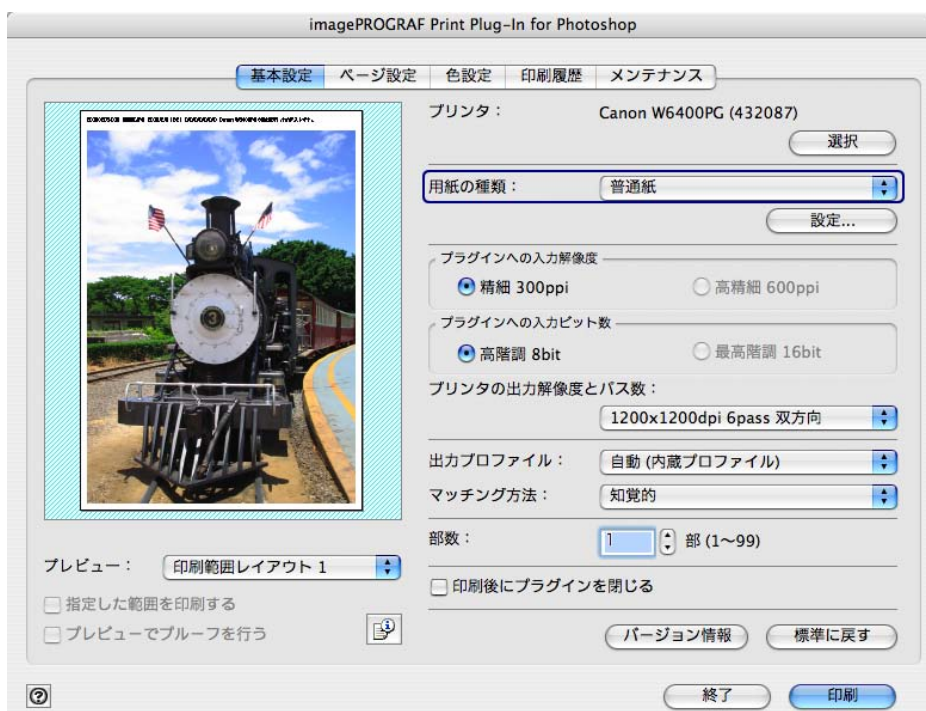 imagePROGRAF Print Plug-In for Photoshop
基本設定 ページ設定 色設定 印刷履歴 メンテナンス
プリンタ： Canon W6400PG (432087)
選択
用紙の種類： 普通紙
設定...
プラグインへの入力解像度
精細 300ppi 高精細 600ppi
プラグインへの入力ビット数
高階調 8bit 最高階調 16bit
プリンタの出力解像度とパス数：
1200x1200dpi 6pass 双方向
出力プロファイル： 自動 (内蔵プロファイル)
マッチング方法： 知覚的
部数： 1 部 (1〜99)
印刷後にプラグインを閉じる
バージョン情報 標準に戻す
3
プレビュー： 印刷範囲レイアウト 1
指定した範囲を印刷する
プレビューでプルーフを行う
? 終了 印刷